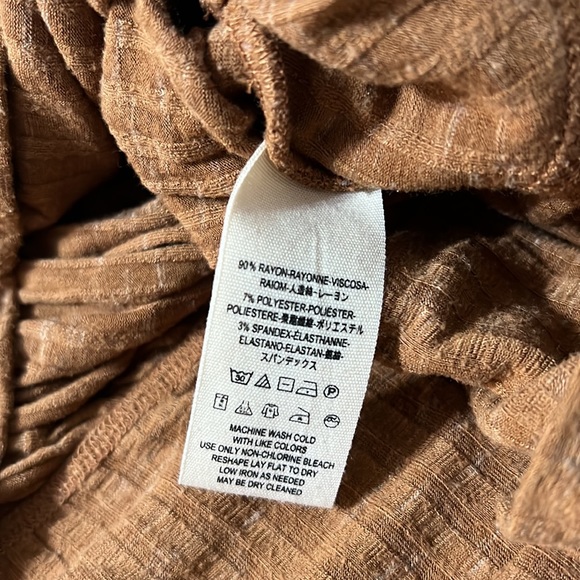 90% RAYON-RAYONNE-VISCOSA-
RAIOM-人造絲-レーヨン
7% POLYESTER-POLIÉSTER-
POLIESTERE-聚酯纖維-ポリエステル
3% SPANDEX-ÉLASTHANNE-
ELASTANO-ELASTAN-氨綸-
スパンデックス
MACHINE WASH COLD
WITH LIKE COLORS
USE ONLY NON-CHLORINE BLEACH
RESHAPE LAY FLAT TO DRY
LOW IRON AS NEEDED
MAY BE DRY CLEANED